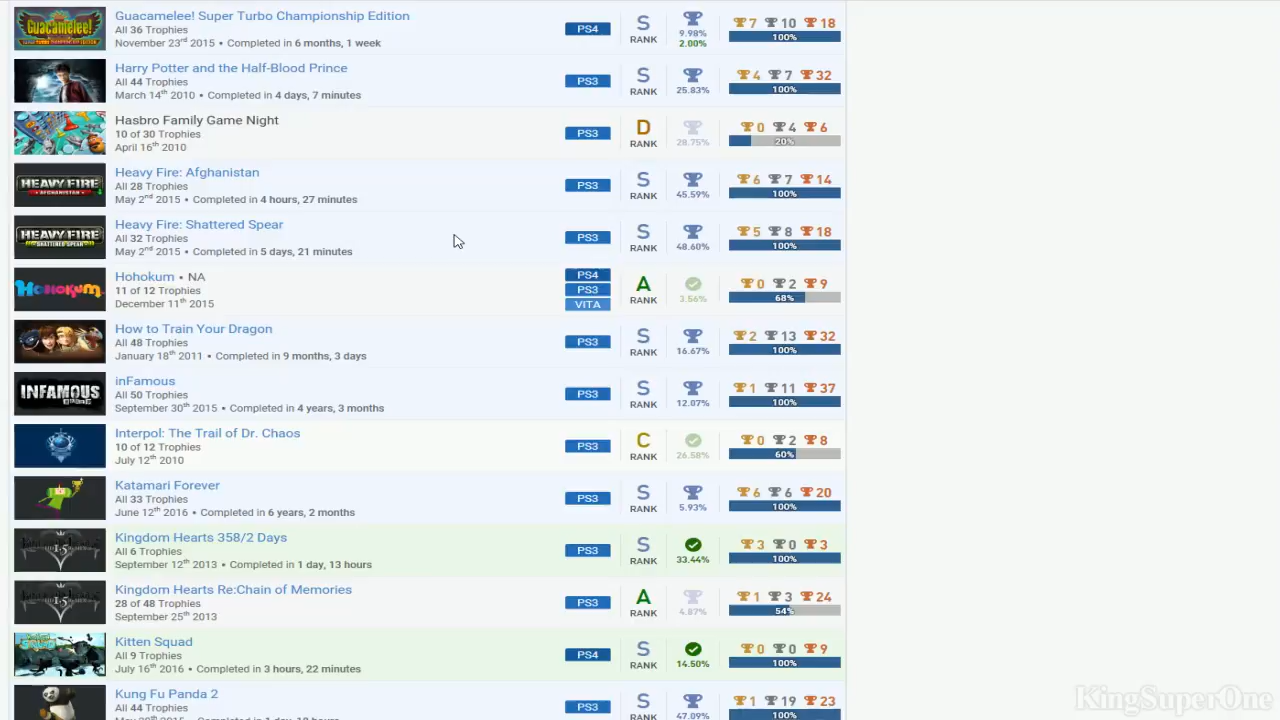 Guacamelee! Super Turbo Championship Edition
All 36 Trophies
November 23rd 2015 • Completed in 6 months, 1 week
PS4
S RANK
9.98%
2.00%
7 10 18
100%
Harry Potter and the Half-Blood Prince
All 44 Trophies
March 14th 2010 • Completed in 4 days, 7 minutes
PS3
S RANK
25.83%
4 7 32
100%
Hasbro Family Game Night
10 of 30 Trophies
April 16th 2010
PS3
D RANK
28.75%
0 4 6
20%
HEAVY FIRE
AFGHANISTAN
Heavy Fire: Afghanistan
All 28 Trophies
May 2nd 2015 • Completed in 4 hours, 27 minutes
PS3
S RANK
45.59%
6 7 14
100%
HEAVY FIRE
SHATTERED SPEAR
Heavy Fire: Shattered Spear
All 32 Trophies
May 2nd 2015 • Completed in 5 days, 21 minutes
PS3
S RANK
48.60%
5 8 18
100%
HOHOKUM
Hohokum • NA
11 of 12 Trophies
December 11th 2015
PS4
PS3
VITA
A RANK
3.56%
0 2 9
68%
How to Train Your Dragon
All 48 Trophies
January 18th 2011 • Completed in 9 months, 3 days
PS3
S RANK
16.67%
2 13 32
100%
INFAMOUS
inFamous
All 50 Trophies
September 30th 2015 • Completed in 4 years, 3 months
PS3
S RANK
12.07%
1 11 37
100%
Interpol: The Trail of Dr. Chaos
10 of 12 Trophies
July 12th 2010
PS3
C RANK
26.58%
0 2 8
60%
Katamari Forever
All 33 Trophies
June 12th 2016 • Completed in 6 years, 2 months
PS3
S RANK
5.93%
6 6 20
100%
Kingdom Hearts 358/2 Days
All 6 Trophies
September 12th 2013 • Completed in 1 day, 13 hours
PS3
S RANK
33.44%
3 0 3
100%
Kingdom Hearts Re:Chain of Memories
28 of 48 Trophies
September 25th 2013
PS3
A RANK
4.87%
1 3 24
54%
Kitten Squad
All 9 Trophies
July 16th 2016 • Completed in 3 hours, 22 minutes
PS4
S RANK
14.50%
0 0 9
100%
Kung Fu Panda 2
All 44 Trophies
PS3
S RANK
47.09%
1 19 23
100%
KingSuperOne